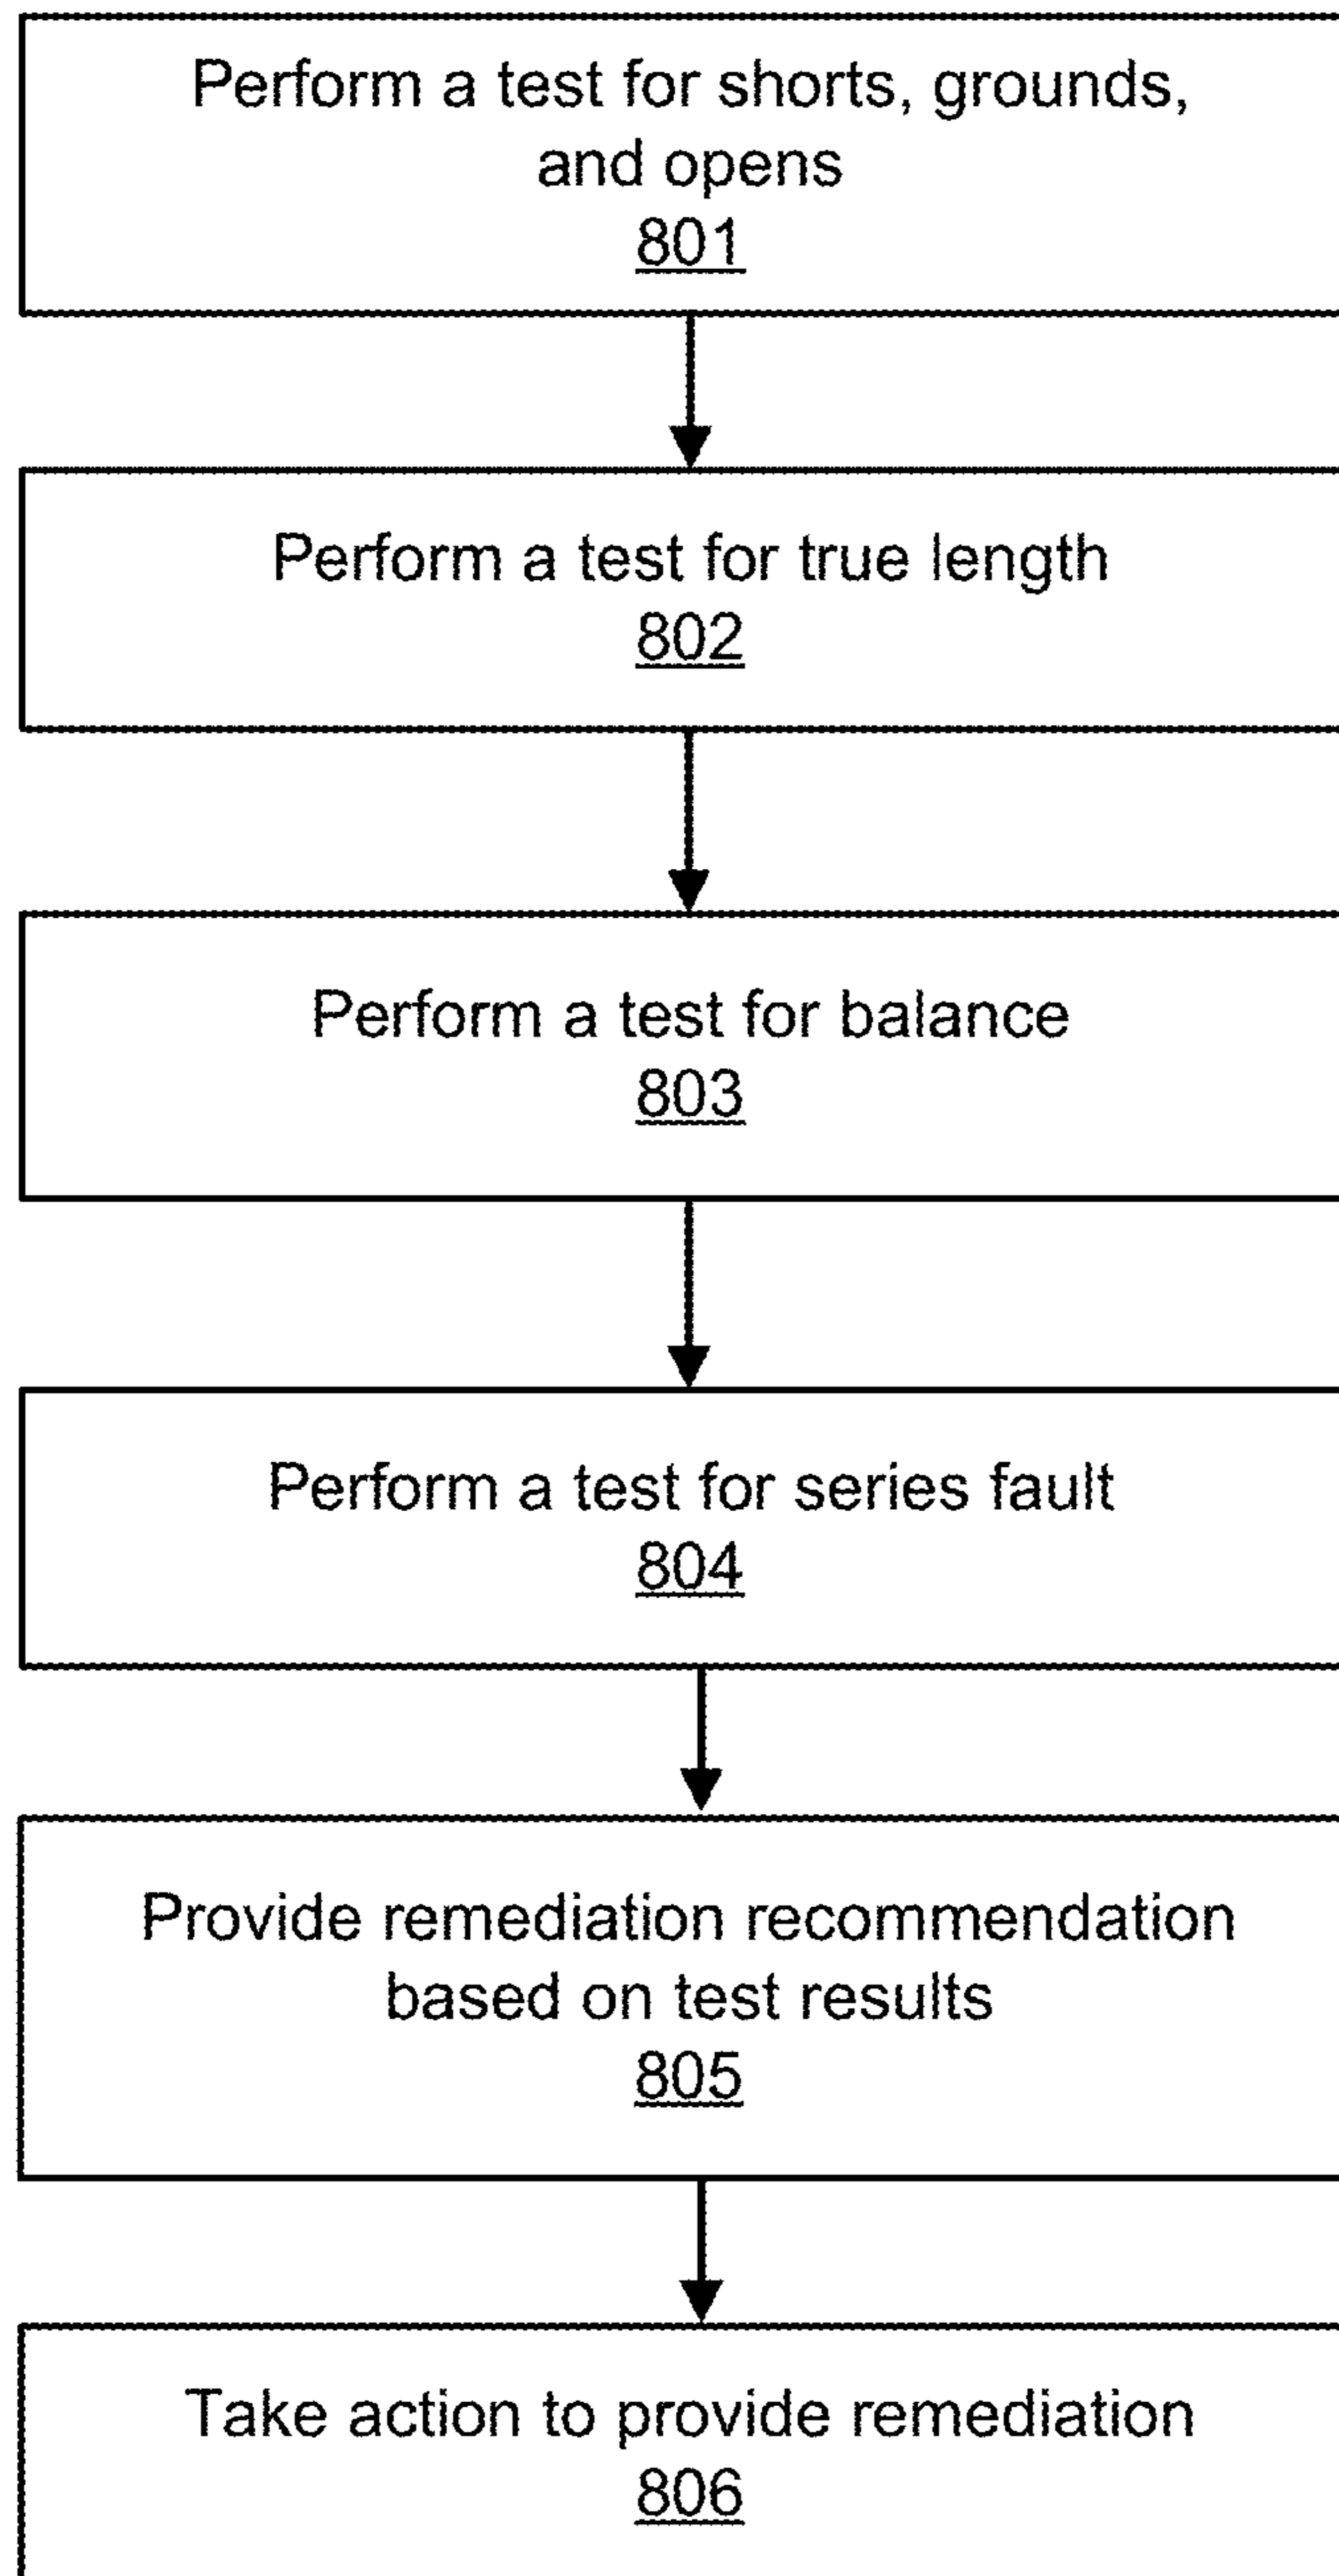 Perform a test for shorts, grounds,
and opens
801
Perform a test for true length
802
Perform a test for balance
803
Perform a test for series fault
804
Provide remediation recommendation
based on test results
805
Take action to provide remediation
806